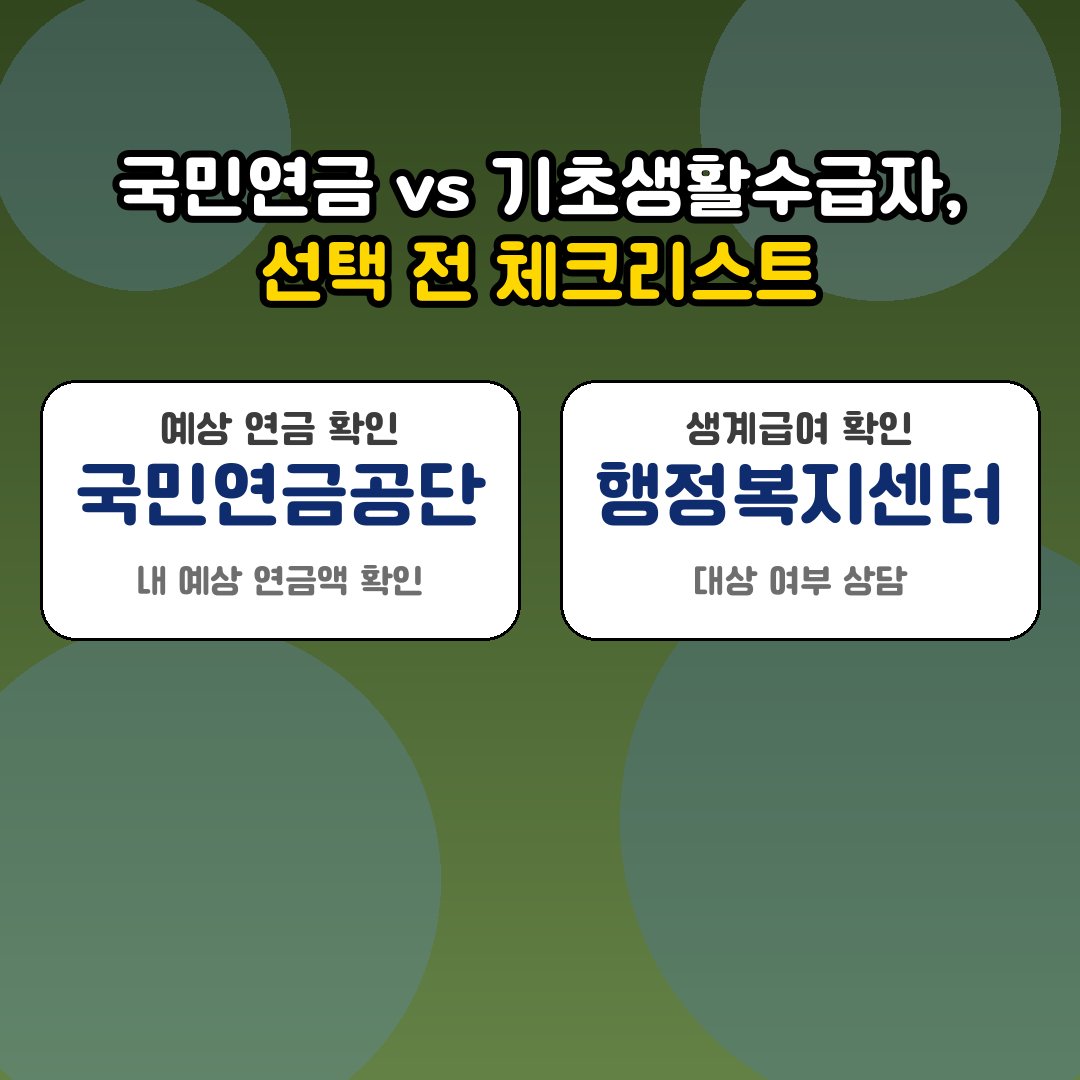 국민연금 vs 기초생활수급자,
선택 전 체크리스트
예상 연금 확인
국민연금공단
내 예상 연금액 확인
생계급여 확인
행정복지센터
대상 여부 상담